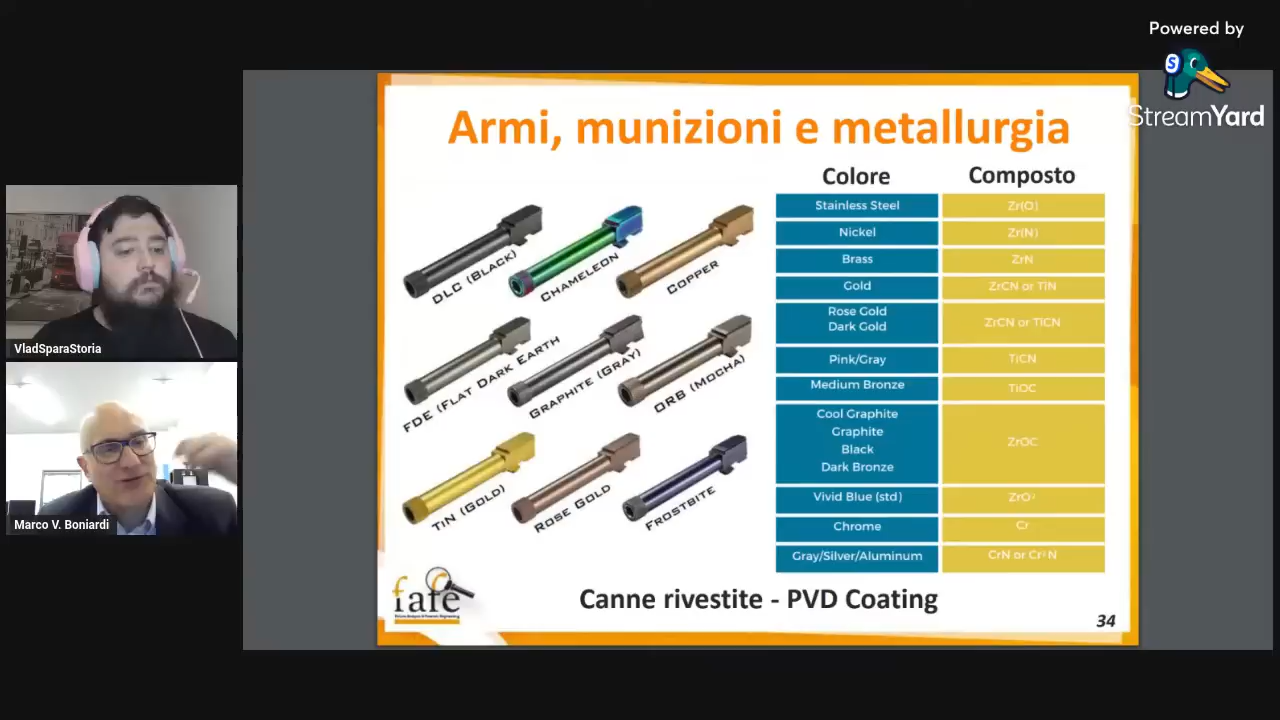 Powered by
StreamYard
Armi, munizioni e metallurgia
DLC (BLACK)
CHAMELEON
COPPER
FDE (FLAT DARK EARTH
GRAPHITE (GRAY)
ORB (MOCHA)
TiN (GOLD)
ROSE GOLD
FROSTBITE
Colore Composto
Stainless Steel Zr(O)
Nickel Zr(N)
Brass ZrN
Gold ZrCN or TiN
Rose Gold
Dark Gold
ZrCN or TiCN
Pink/Gray TiCN
Medium Bronze TiOC
Cool Graphite
Graphite
Black
Dark Bronze
ZrOC
Vivid Blue (std) ZrO²
Chrome Cr
Gray/Silver/Aluminum CrN or Cr²N
Canne rivestite - PVD Coating
fafe
34
VladSparaStoria
Marco V. Boniardi